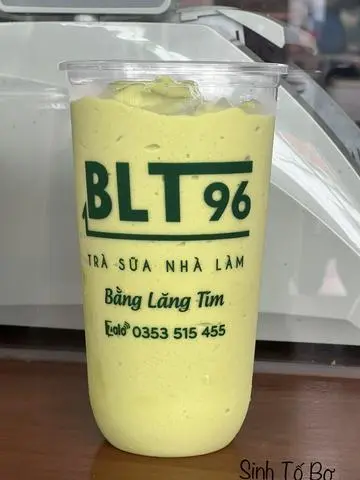 BLT 96
TRÀ SỮA NHÀ LÀM
Bằng Lăng Tím
Zalo 0353 515 455
Sinh Tố Bơ